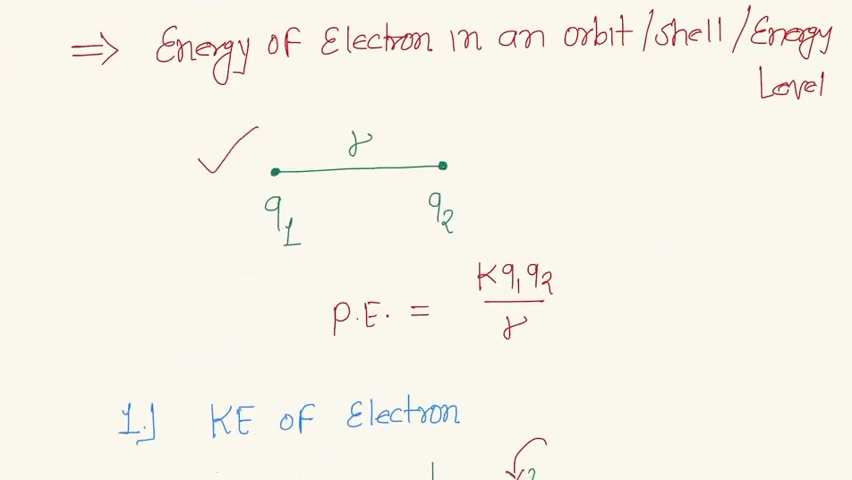 ⇒ Energy of Electron in an orbit/shell/Energy
Level
r
q1 q2
P.E. = Kq1q2
r
1.] KE of Electron